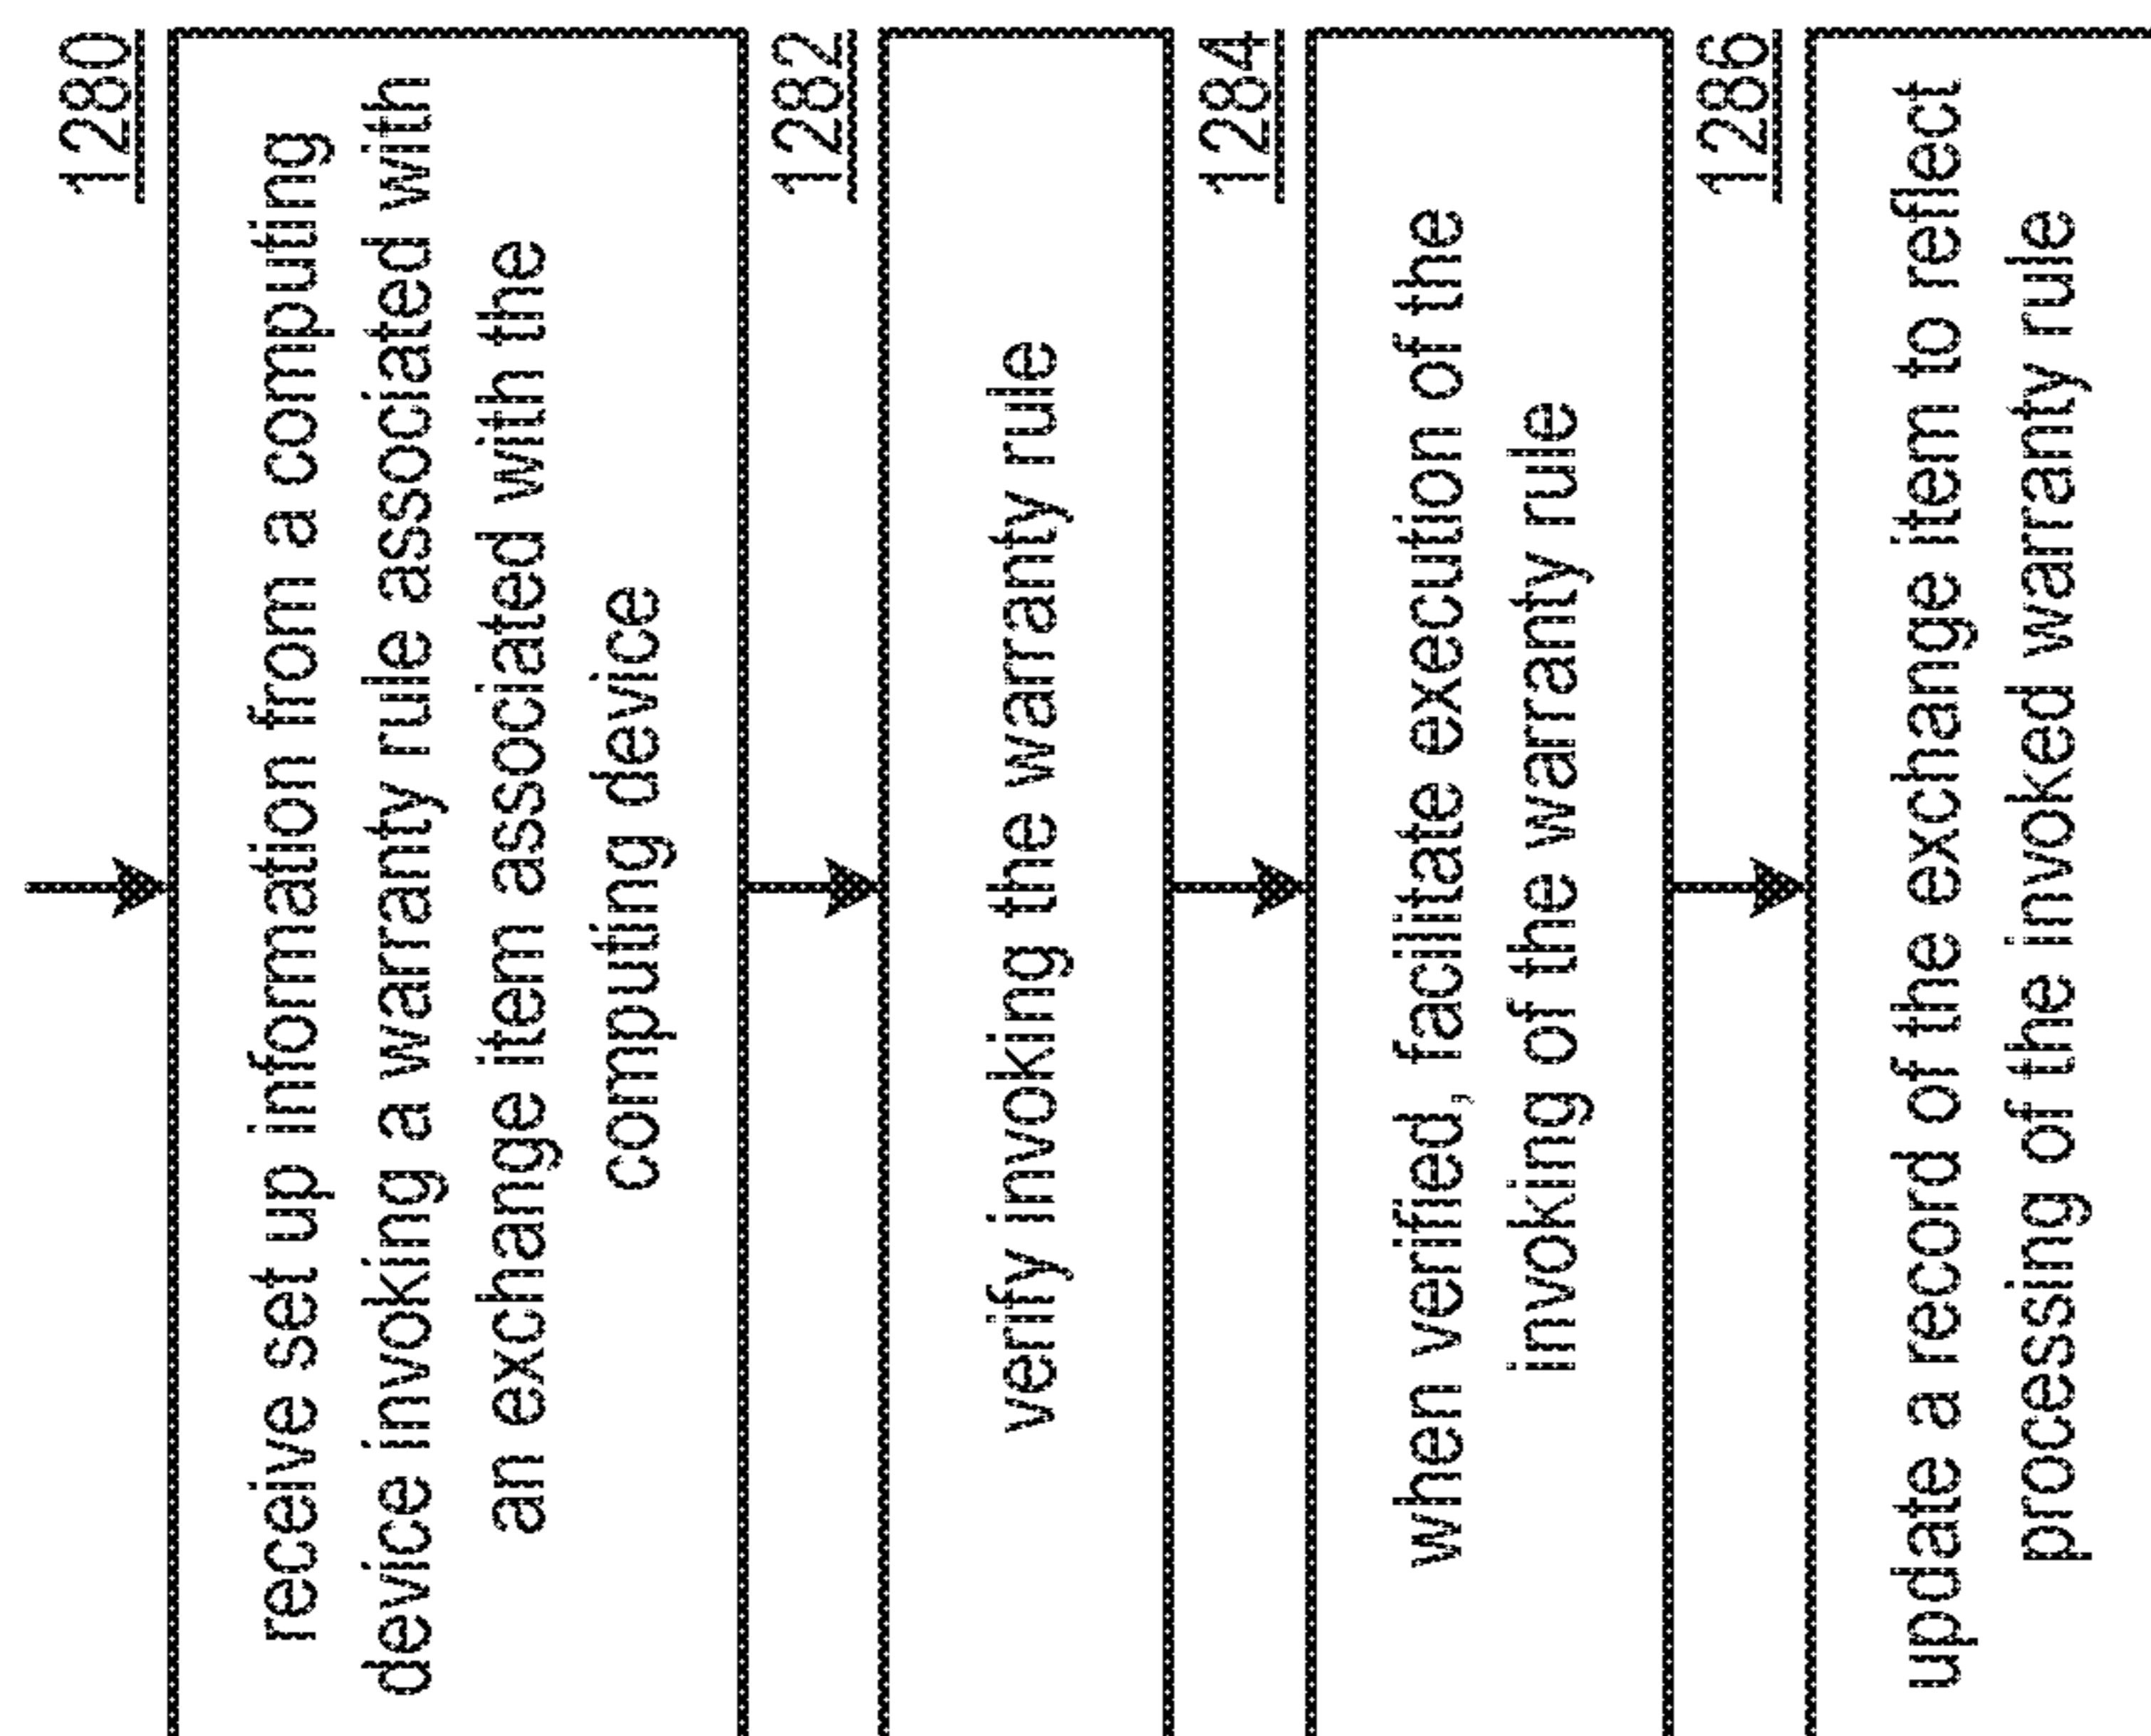 1280
receive set up information from a computing
device invoking a warranty rule associated with
an exchange item associated with the
computing device
1282
verify invoking the warranty rule
1284
when verified, facilitate execution of the
invoking of the warranty rule
1286
update a record of the exchange item to reflect
processing of the invoked warranty rule